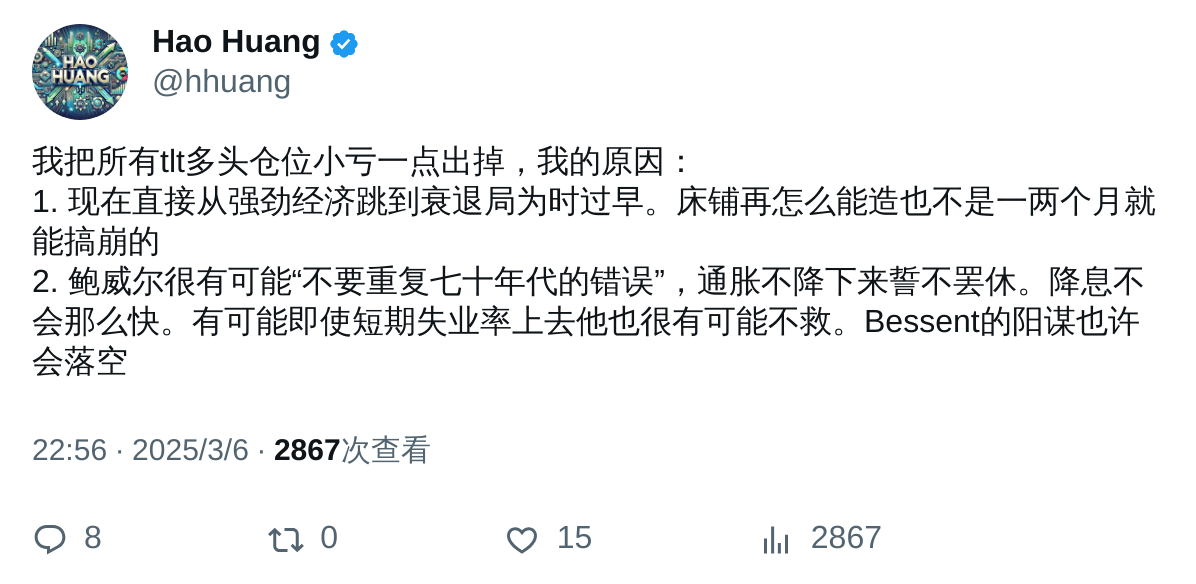 HAO
HUANG
Hao Huang
@hhuang
我把所有tlt多头仓位小亏一点出掉，我的原因：
1. 现在直接从强劲经济跳到衰退局为时过早。床铺再怎么能造也不是一两个月就
能搞崩的
2. 鲍威尔很有可能“不要重复七十年代的错误”，通胀不降下来誓不罢休。降息不
会那么快。有可能即使短期失业率上去他也很有可能不救。Bessent的阳谋也许
会落空
22:56 · 2025/3/6 · 2867次查看
8 0 15 2867